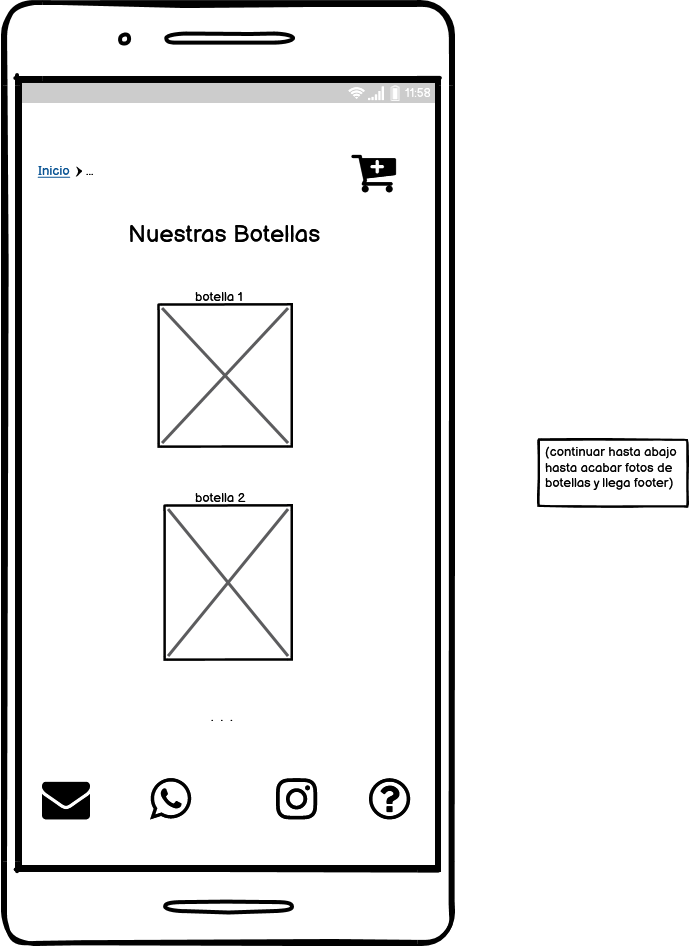 11:58
Inicio > ...
Nuestras Botellas
botella 1
botella 2
. . .
(continuar hasta abajo
hasta acabar fotos de
botellas y llega footer)